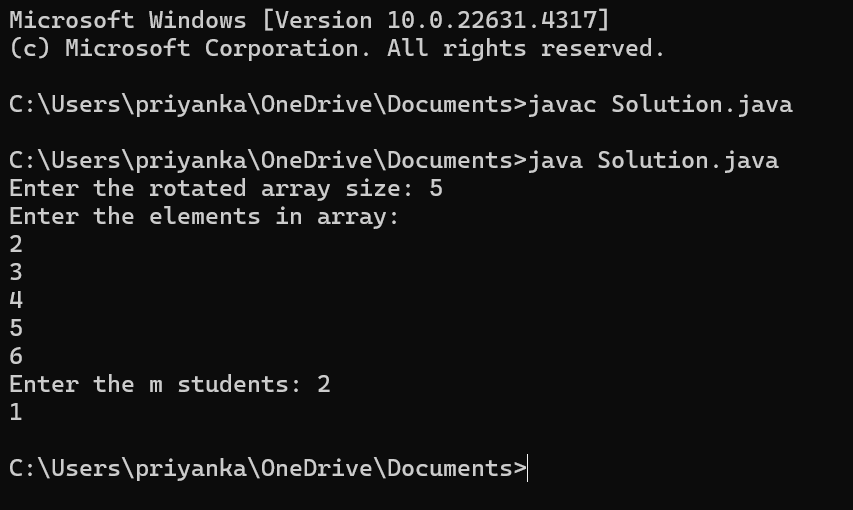 Microsoft Windows [Version 10.0.22631.4317]
(c) Microsoft Corporation. All rights reserved.
C:\Users\priyanka\OneDrive\Documents>javac Solution.java
C:\Users\priyanka\OneDrive\Documents>java Solution.java
Enter the rotated array size: 5
Enter the elements in array:
2
3
4
5
6
Enter the m students: 2
1
C:\Users\priyanka\OneDrive\Documents>